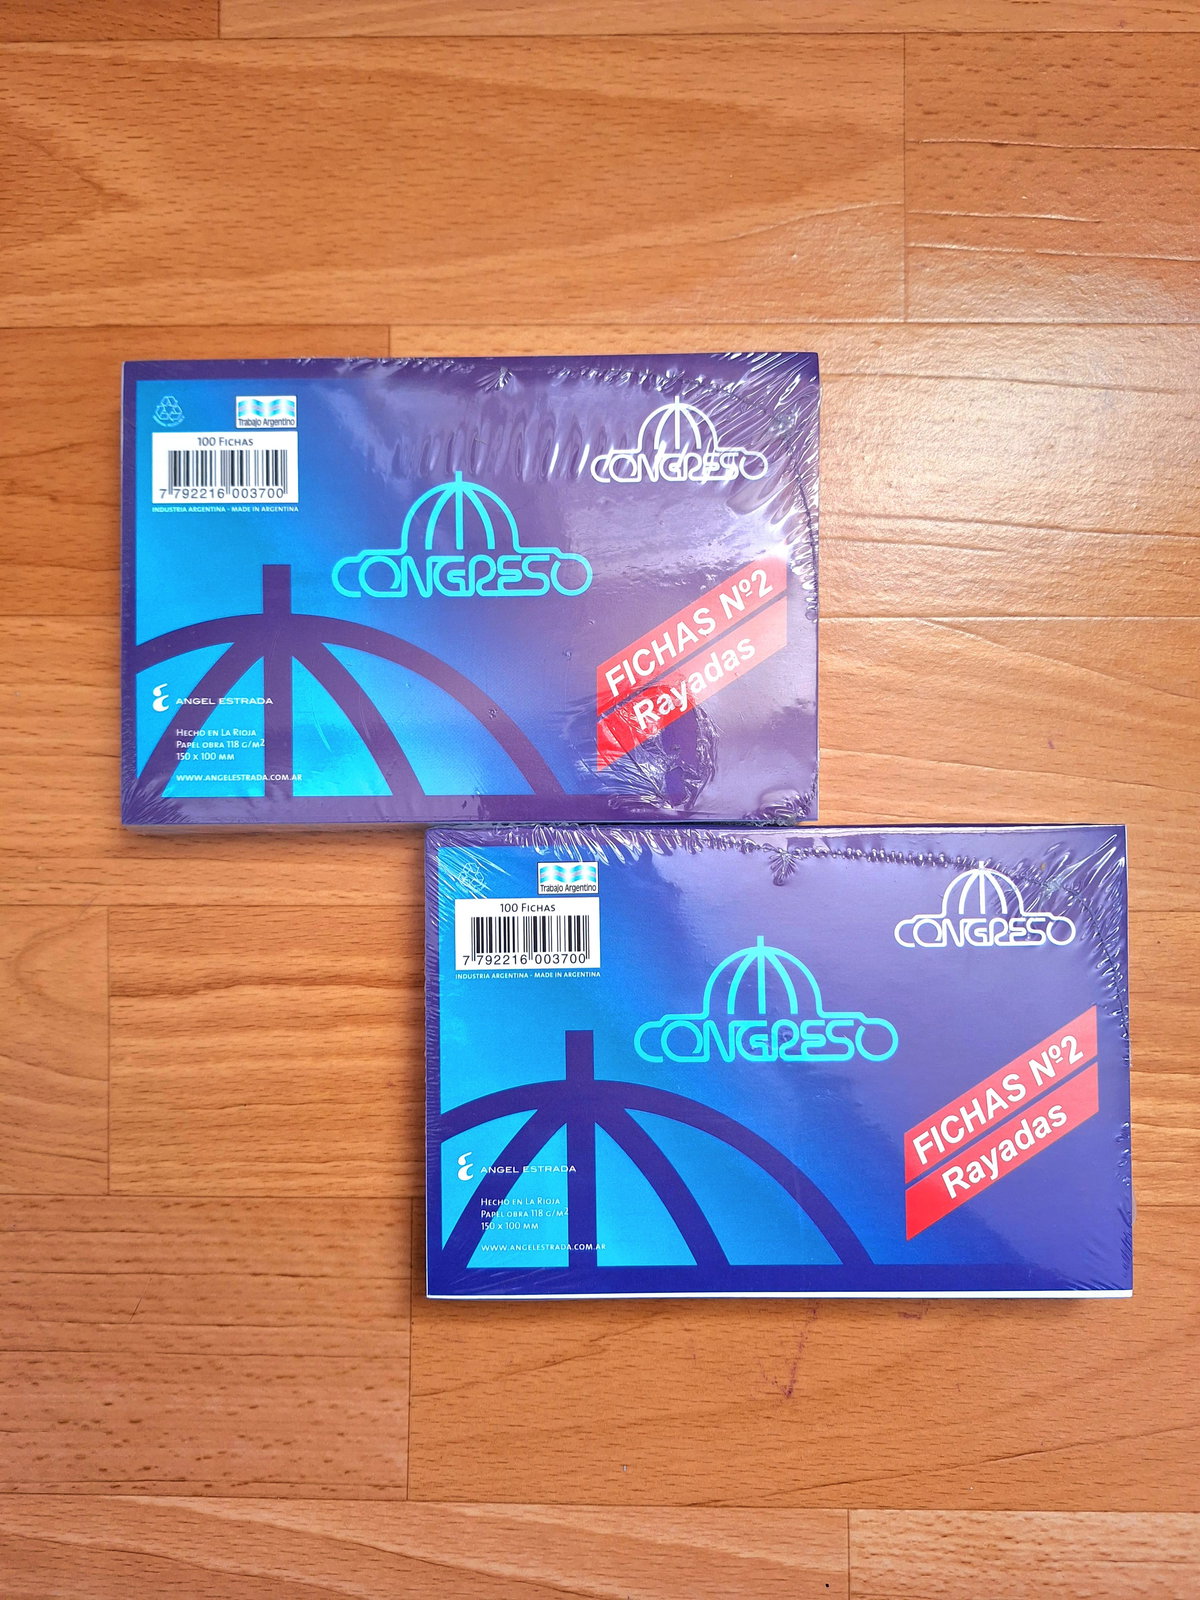 Trabajo Argentino
100 Fichas
7 792216 003700
INDUSTRIA ARGENTINA - MADE IN ARGENTINA
CONGRESO
CONGRESO
FICHAS Nº2
Rayadas
ANGEL ESTRADA
Hecho en La Rioja
Papel obra 118 g/m2
150 x 100 mm
www.angelestrada.com.ar
Trabajo Argentino
100 Fichas
7 792216 003700
INDUSTRIA ARGENTINA - MADE IN ARGENTINA
CONGRESO
CONGRESO
FICHAS Nº2
Rayadas
ANGEL ESTRADA
Hecho en La Rioja
Papel obra 118 g/m2
150 x 100 mm
www.angelestrada.com.ar